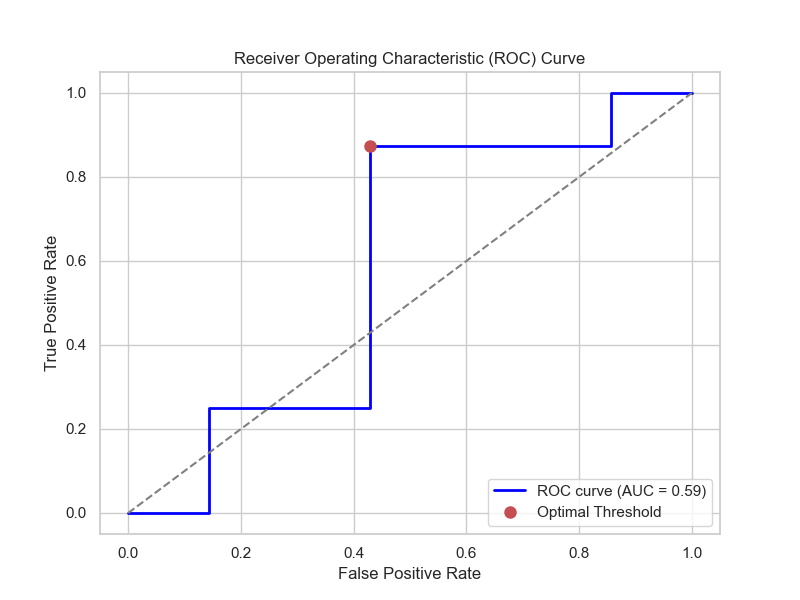 Receiver Operating Characteristic (ROC) Curve
1.0
0.8
0.6
0.4
0.2
0.0
True Positive Rate
0.0 0.2 0.4 0.6 0.8 1.0
False Positive Rate
ROC curve (AUC = 0.59)
Optimal Threshold